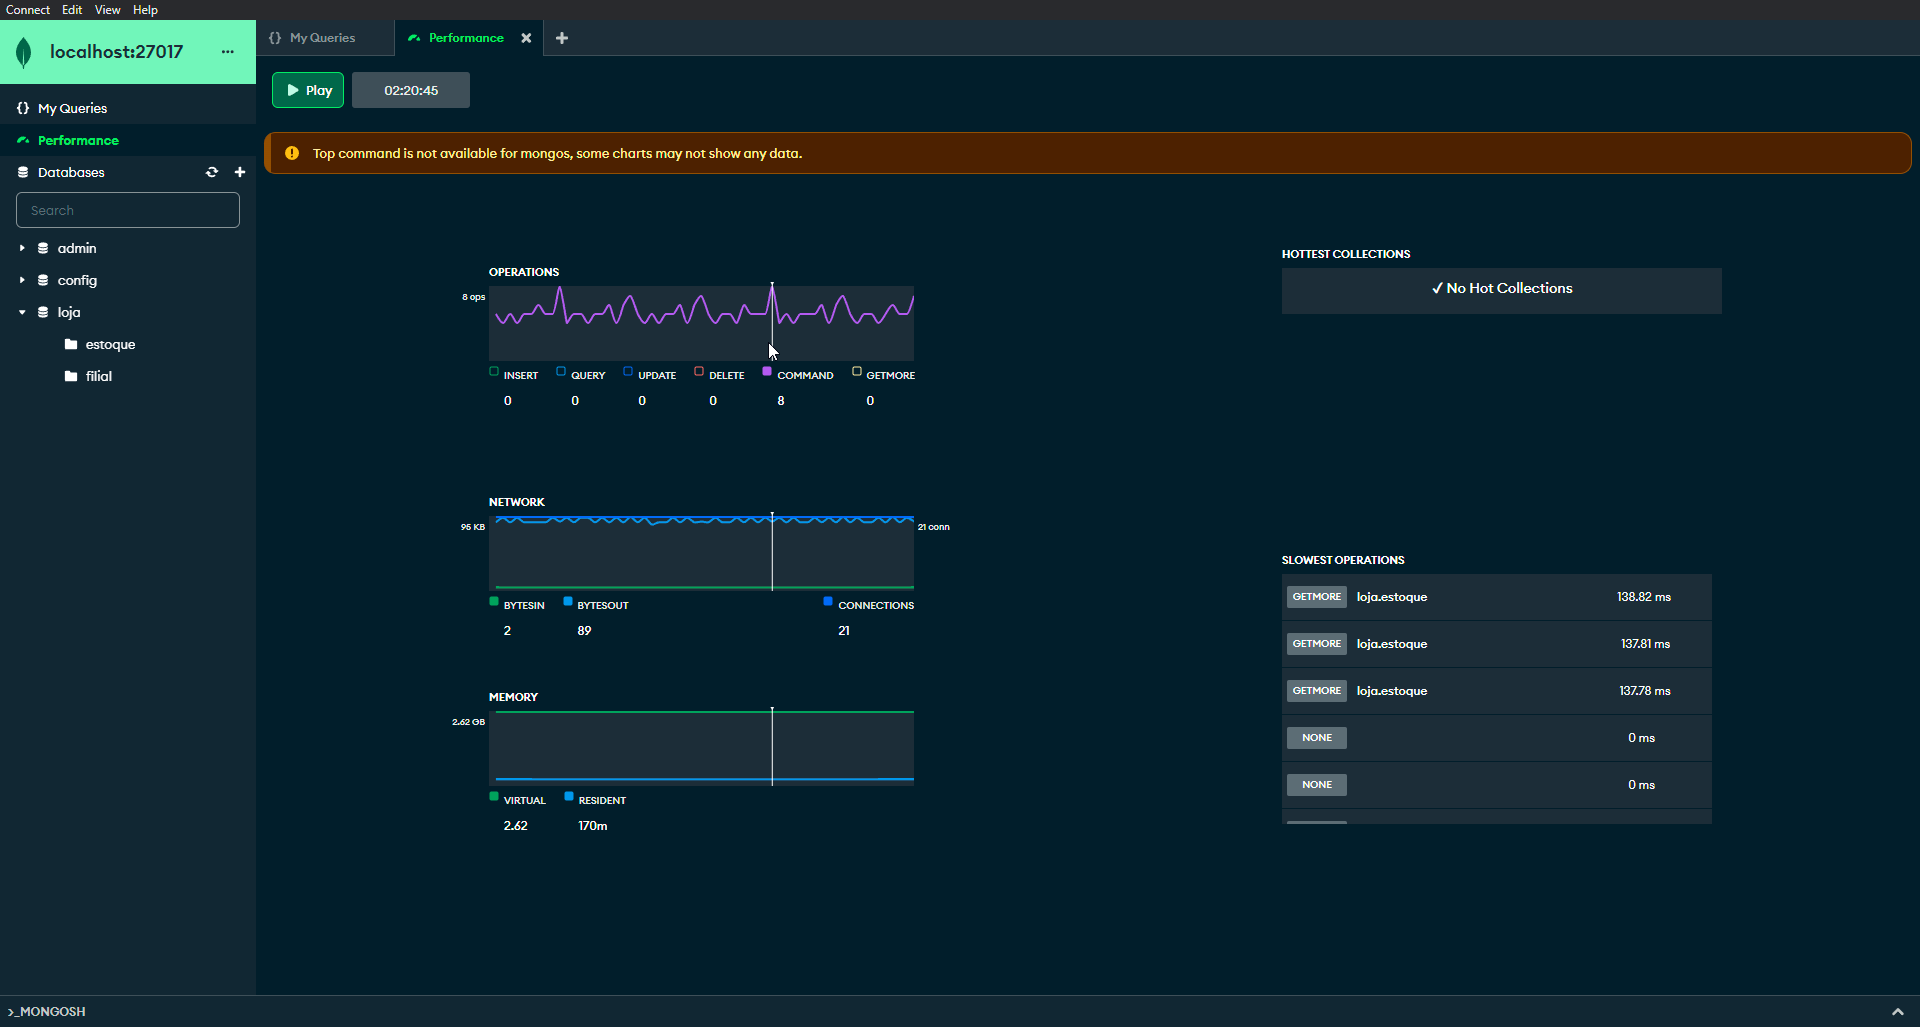 Connect Edit View Help
localhost:27017 ···
{} My Queries
Performance
+
My Queries
Performance
Databases +
Search
admin
config
loja
estoque
filial
Play 02:20:45
Top command is not available for mongos, some charts may not show any data.
OPERATIONS
8 ops
INSERT QUERY UPDATE DELETE COMMAND GETMORE
0 0 0 0 8 0
NETWORK
95 KB 21 conn
BYTESIN BYTESOUT CONNECTIONS
2 89 21
MEMORY
2.62 GB
VIRTUAL RESIDENT
2.62 170m
HOTTEST COLLECTIONS
✓ No Hot Collections
SLOWEST OPERATIONS
GETMORE loja.estoque 138.82 ms
GETMORE loja.estoque 137.81 ms
GETMORE loja.estoque 137.78 ms
NONE 0 ms
NONE 0 ms
>_MONGOSH